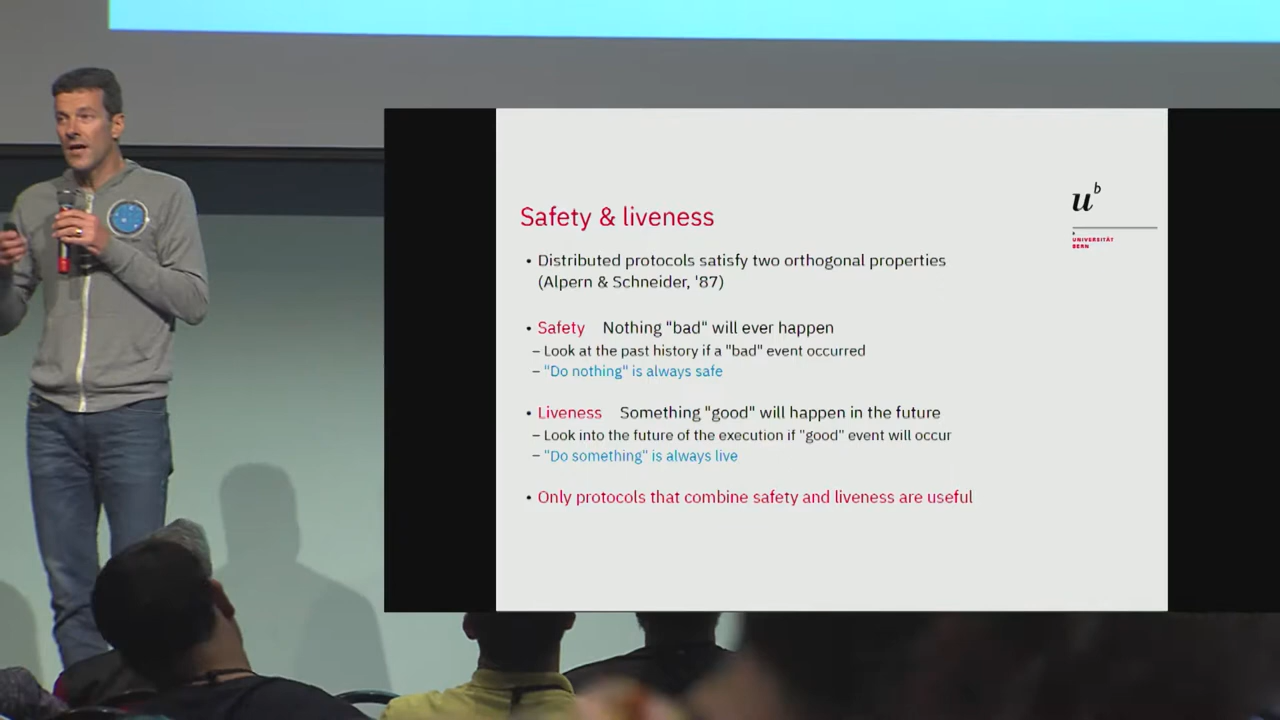 u^b
b
UNIVERSITÄT
BERN
Safety & liveness
• Distributed protocols satisfy two orthogonal properties
(Alpern & Schneider, '87)
• Safety Nothing "bad" will ever happen
– Look at the past history if a "bad" event occurred
– "Do nothing" is always safe
• Liveness Something "good" will happen in the future
– Look into the future of the execution if "good" event will occur
– "Do something" is always live
• Only protocols that combine safety and liveness are useful